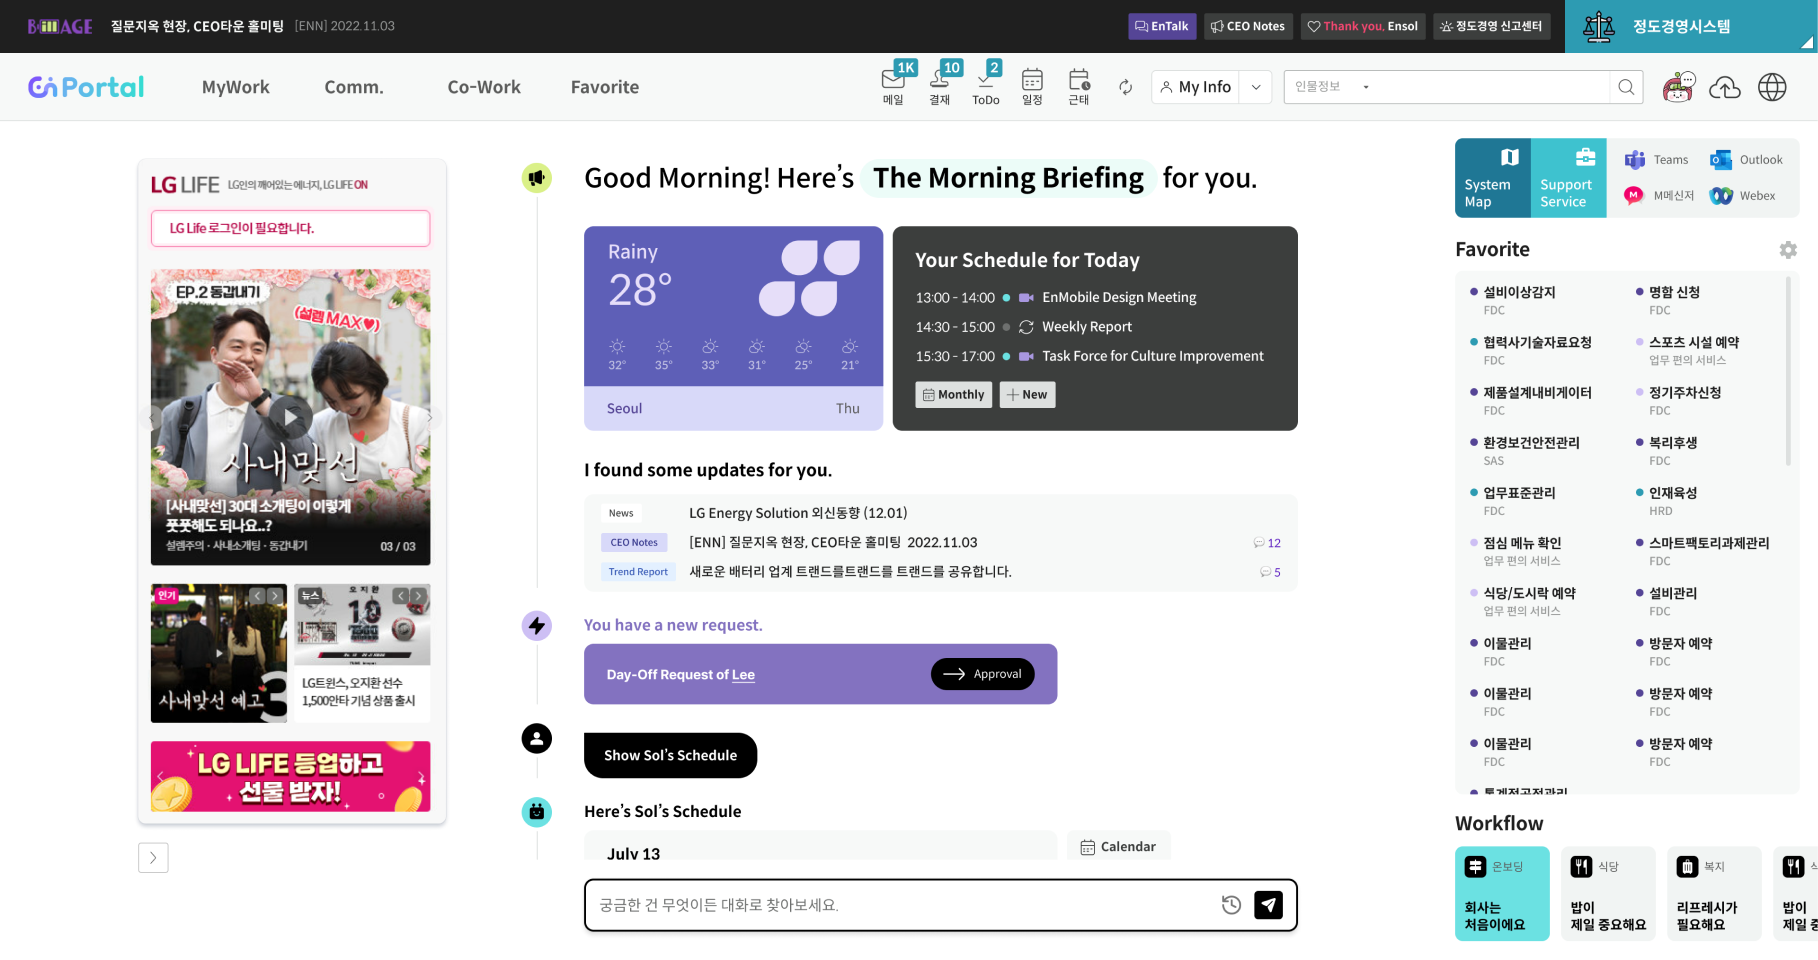 BillAGE 질문지옥 현장, CEO타운 홀미팅 [ENN] 2022.11.03
EnTalk CEO Notes Thank you, Ensol 정도경영 신고센터 정도경영시스템
EnPortal MyWork Comm. Co-Work Favorite
1K 10 2
메일 결재 ToDo 일정 근태 My Info 인물정보
LG LIFE LG인의 깨어있는 에너지, LG LIFE ON
LG Life 로그인이 필요합니다.
EP.2 동갑내기
(설렘 MAX♥)
사내맞선
[사내맞선] 30대 소개팅이 이렇게
풋풋해도 되나요..?
설렘주의 · 사내소개팅 · 동갑내기 03 / 03
인기
사내맞선 예고
3
뉴스
오지환
10
LG트윈스, 오지환 선수
1,500안타 기념 상품 출시
LG LIFE 등업하고
선물 받자!
Good Morning! Here's The Morning Briefing for you.
Rainy
28°
32° 35° 33° 31° 25° 21°
Seoul Thu
Your Schedule for Today
13:00 - 14:00 EnMobile Design Meeting
14:30 - 15:00 Weekly Report
15:30 - 17:00 Task Force for Culture Improvement
Monthly New
I found some updates for you.
News LG Energy Solution 외신동향 (12.01)
CEO Notes [ENN] 질문지옥 현장, CEO타운 홀미팅 2022.11.03 12
Trend Report 새로운 배터리 업계 트랜드를트랜드를 트랜드를 공유합니다. 5
You have a new request.
Day-Off Request of Lee Approval
Show Sol's Schedule
Here's Sol's Schedule
July 13 Calendar
궁금한 건 무엇이든 대화로 찾아보세요.
System Map
Support Service
Teams Outlook
M M메신저 Webex
Favorite
설비이상감지 명함 신청
FDC FDC
협력사기술자료요청 스포츠 시설 예약
FDC 업무 편의 서비스
제품설계내비게이터 정기주차신청
FDC FDC
환경보건안전관리 복리후생
SAS FDC
업무표준관리 인재육성
FDC HRD
점심 메뉴 확인 스마트팩토리과제관리
업무 편의 서비스 FDC
식당/도시락 예약 설비관리
업무 편의 서비스 FDC
이물관리 방문자 예약
FDC FDC
이물관리 방문자 예약
FDC FDC
이물관리 방문자 예약
FDC FDC
통계적공정관리
Workflow
온보딩 식당 복지
회사는 밥이 리프레시가 밥이
처음이에요 제일 중요해요 필요해요 제일 중